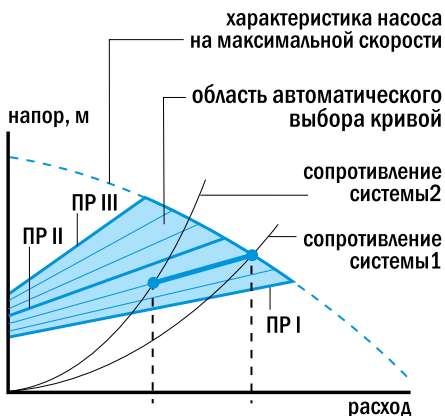 характеристика насоса
на максимальной скорости
напор, м
область автоматического
выбора кривой
сопротивление
системы2
ПР III
ПР II
сопротивление
системы1
ПР I
расход